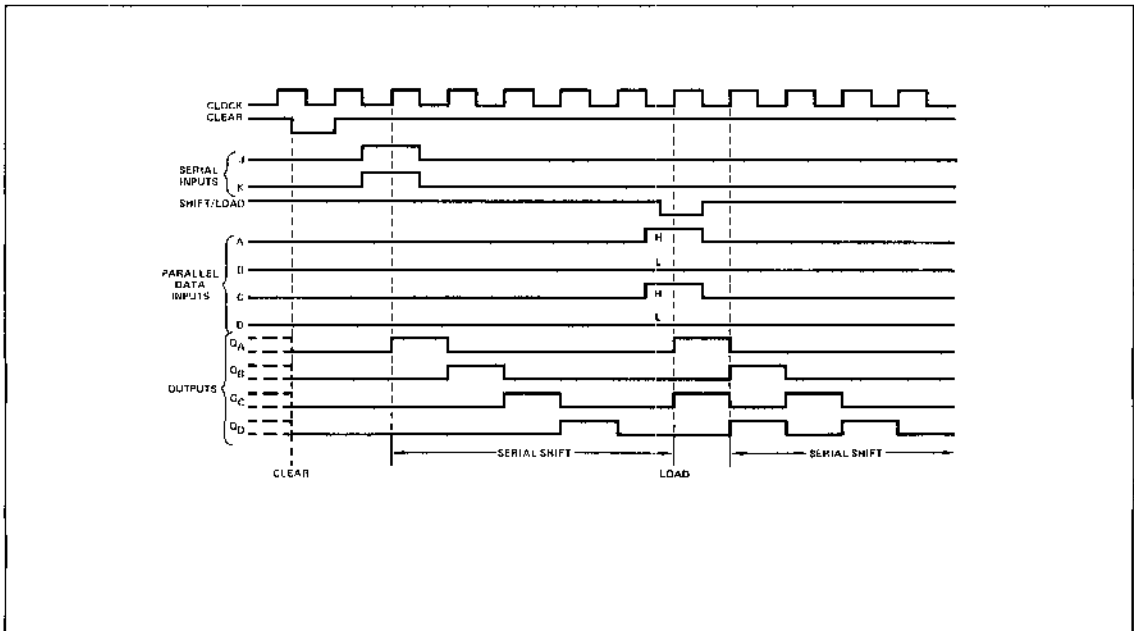 CLOCK
CLEAR
J
SERIAL
INPUTS
K
SHIFT/LOAD
A
H
B
L
PARALLEL
DATA
INPUTS
C
H
D
L
QA
QB
OUTPUTS
QC
QD
SERIAL SHIFT
SERIAL SHIFT
CLEAR
LOAD